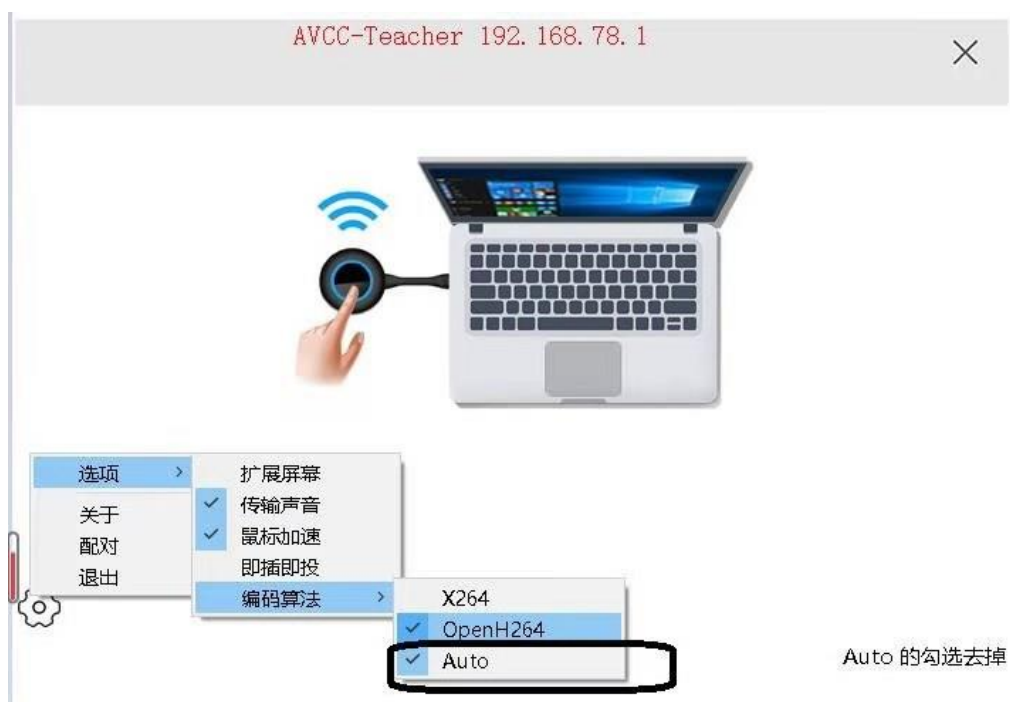 AVCC-Teacher 192.168.78.1
选项
关于
配对
退出
扩展屏幕
传输声音
鼠标加速
即插即投
编码算法
X264
OpenH264
Auto
Auto 的勾选去掉